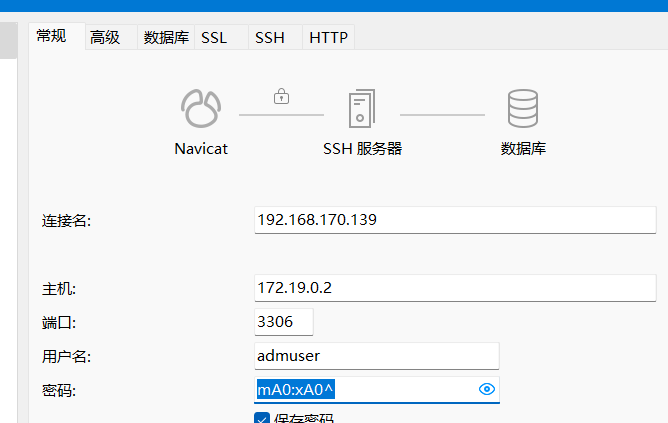 常规 高级 数据库 SSL SSH HTTP
Navicat SSH 服务器 数据库
连接名: 192.168.170.139
主机: 172.19.0.2
端口: 3306
用户名: admuser
密码: mA0:xA0^
保存密码